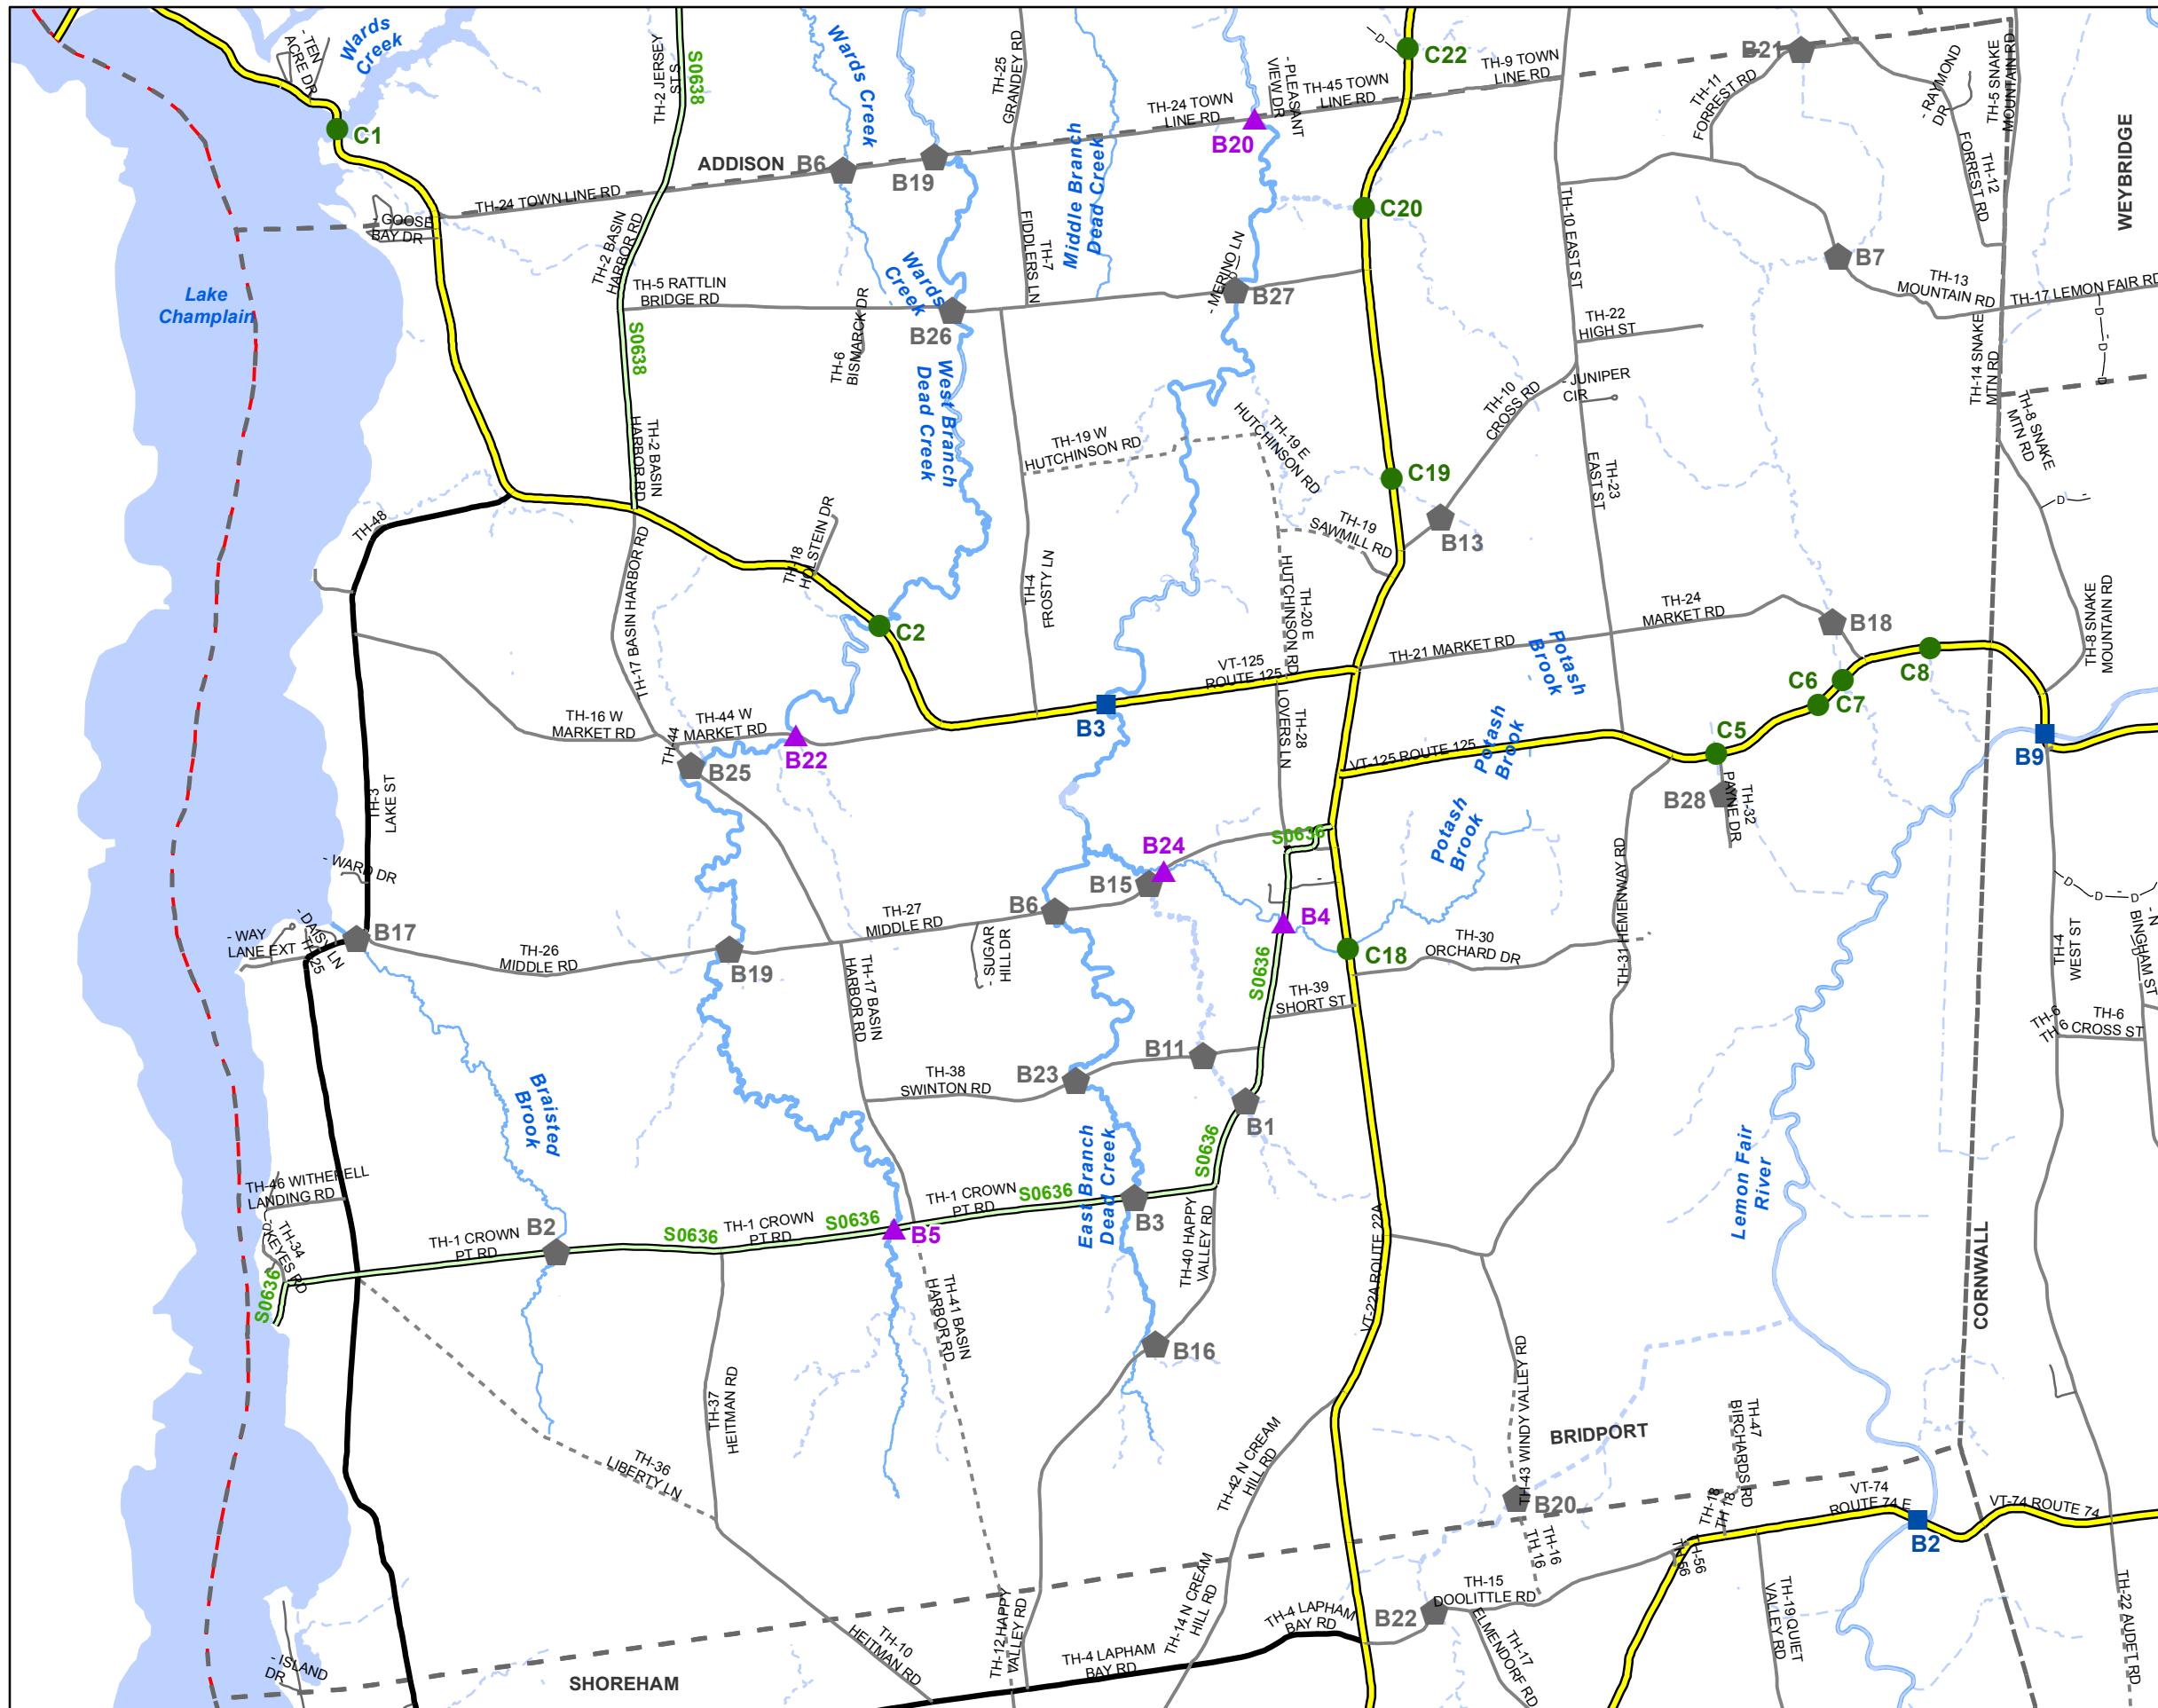 - TEN
ACRE DR
Wards
Creek
C1
TH-2 JERSEY
ST S
S0638
Wards Creek
TH-25
GRANDEY RD
- PLEASANT
VIEW DR
D
C22
TH-9 TOWN
LINE RD
B21
- RAYMOND
DR
TH-5 SNAKE
MOUNTAIN RD
TH-11
FORREST RD
TH-12
FORREST RD
WEYBRIDGE
TH-24 TOWN
LINE RD
TH-45 TOWN
LINE RD
B20
Middle Branch
Dead Creek
ADDISON
B6
B19
TH-24 TOWN LINE RD
- GOOSE
BAY DR
C20
TH-10 EAST ST
B7
TH-13
MOUNTAIN RD
TH-17 LEMON FAIR RD
TH-2 BASIN
HARBOR RD
TH-5 RATTLIN
BRIDGE RD
Wards
Creek
TH-7
FIDDLERS LN
- MERINO LN
B27
Lake
Champlain
B26
TH-6
BISMARCK DR
TH-22
HIGH ST
D
-
D
D
TH-14 SNAKE
MTN RD
S0638
West Branch
Dead Creek
- JUNIPER
CIR
TH-10
CROSS RD
TH-8 SNAKE
MTN RD
TH-19 W
HUTCHINSON RD
TH-19 E
HUTCHINSON RD
C19
TH-23
EAST ST
TH-2 BASIN
HARBOR RD
D
-
TH-48
TH-18
HOLSTEIN DR
TH-19
SAWMILL RD
B13
TH-17 BASIN HARBOR RD
TH-4
FROSTY LN
TH-20 E
HUTCHINSON RD
TH-24
MARKET RD
B18
TH-8 SNAKE
MOUNTAIN RD
C2
VT-125
ROUTE 125
TH-21 MARKET RD
Potash
Brook
C6
C7
C8
B3
TH-16 W
MARKET RD
TH-44 W
MARKET RD
TH-44
B22
TH-28
LOVERS LN
VT-125 ROUTE 125
Potash
Brook
C5
B9
B25
B28
TH-32
PAYNE DR
TH-3
LAKE ST
S0636
Potash
Brook
B24
B15
- WARD DR
-
TH-31 HEMENWAY RD
D
-
D
- N
BINGHAM ST
D
B17
- DAISY LN
- WAY
LANE EXT
TH-25
TH-26
MIDDLE RD
B19
TH-27
MIDDLE RD
B6
- SUGAR
HILL DR
B4
C18
TH-30
ORCHARD DR
TH-4
WEST ST
S0636
TH-39
SHORT ST
TH-17 BASIN
HARBOR RD
TH-6
TH 6
TH-6
CROSS ST
B11
B23
TH-38
SWINTON RD
B1
Braisted
Brook
S0636
East Branch
Dead Creek
Lemon Fair
River
TH-46 WITHERELL
LANDING RD
TH-34
KEYES RD
TH-1 CROWN
PT RD
B2
S0636
TH-1 CROWN
PT RD
S0636
B5
TH-1 CROWN
PT RD
S0636
B3
TH-40 HAPPY
VALLEY RD
VT-22A ROUTE 22A
S0636
TH-41 BASIN
HARBOR RD
B16
CORNWALL
TH-37
HEITMAN RD
TH-43 WINDY VALLEY RD
TH-36
LIBERTY LN
TH-42 N CREAM
HILL RD
BRIDPORT
TH-47
BIRCHARDS RD
B20
TH-18
TH 18
VT-74
ROUTE 74 E
VT-74 ROUTE 74
B2
TH-16
TH 16
TH-56
TH 56
TH-15
DOOLITTLE RD
B22
TH-17
ELMENDORF RD
TH-19 QUIET
VALLEY RD
TH-22 AUDET RD
TH-4 LAPHAM
BAY RD
TH-14 N CREAM
HILL RD
TH-4 LAPHAM
BAY RD
TH-12 HAPPY
VALLEY RD
TH-10
HEITMAN RD
- ISLAND
DR
SHOREHAM